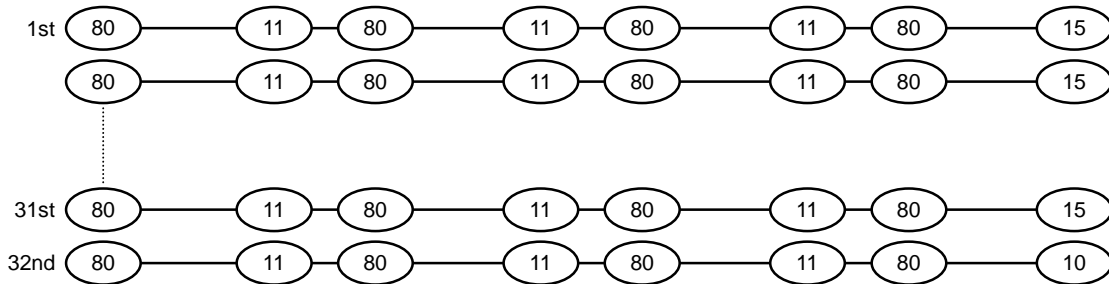 1st 80 11 80 11 80 11 80 15
80 11 80 11 80 11 80 15
31st 80 11 80 11 80 11 80 15
32nd 80 11 80 11 80 11 80 10